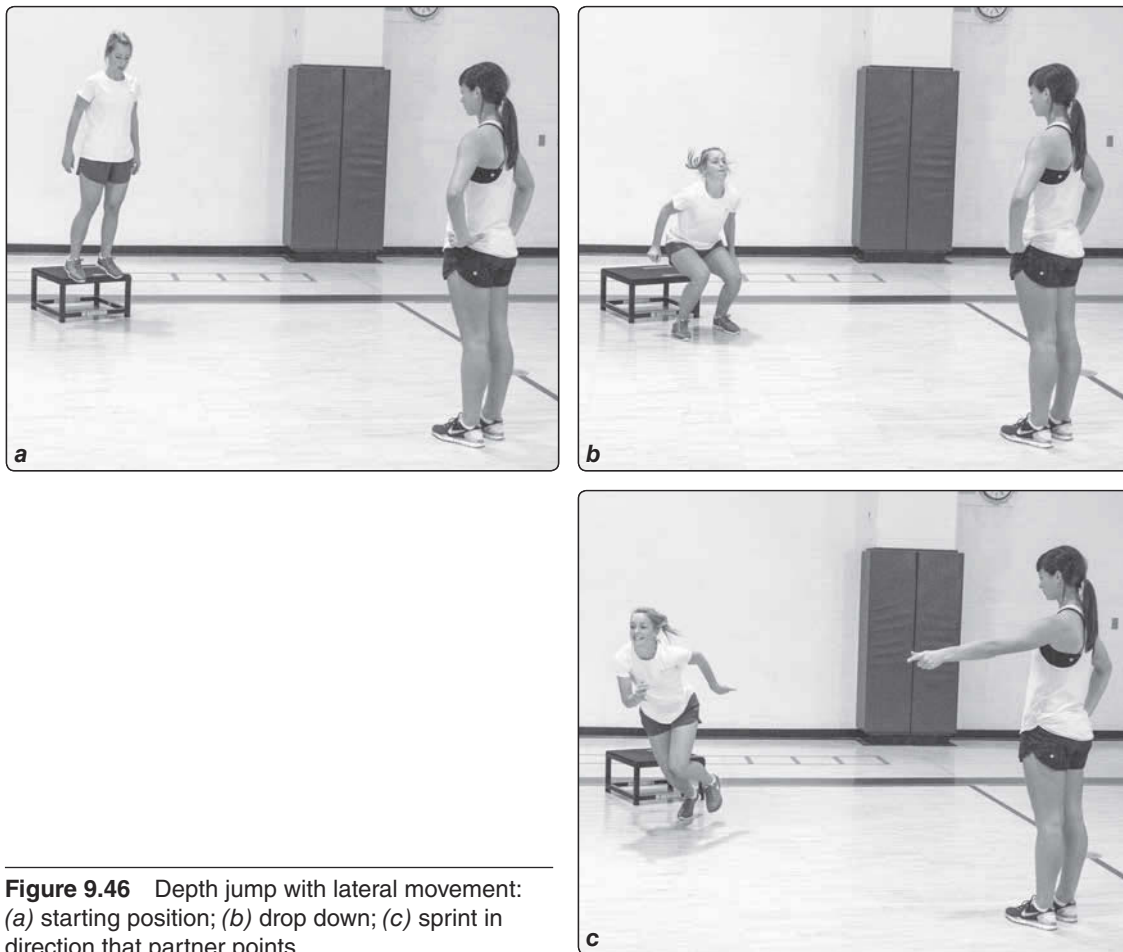 a
b
Figure 9.46 Depth jump with lateral movement:
(a) starting position; (b) drop down; (c) sprint in
direction that partner points.
c